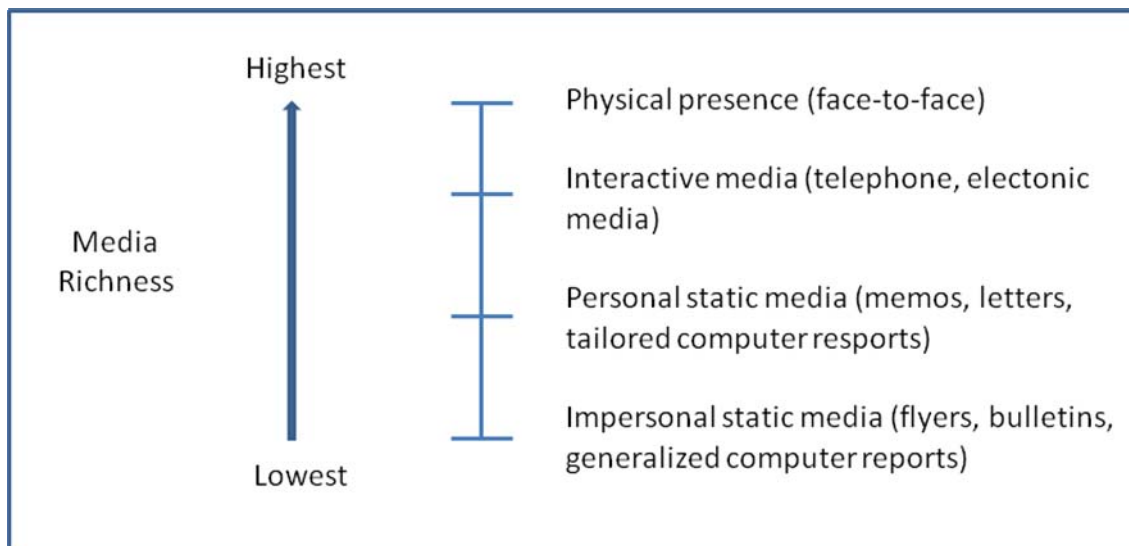 Highest
Physical presence (face-to-face)
Interactive media (telephone, electonic
media)
Media
Richness
Personal static media (memos, letters,
tailored computer resports)
Impersonal static media (flyers, bulletins,
generalized computer reports)
Lowest